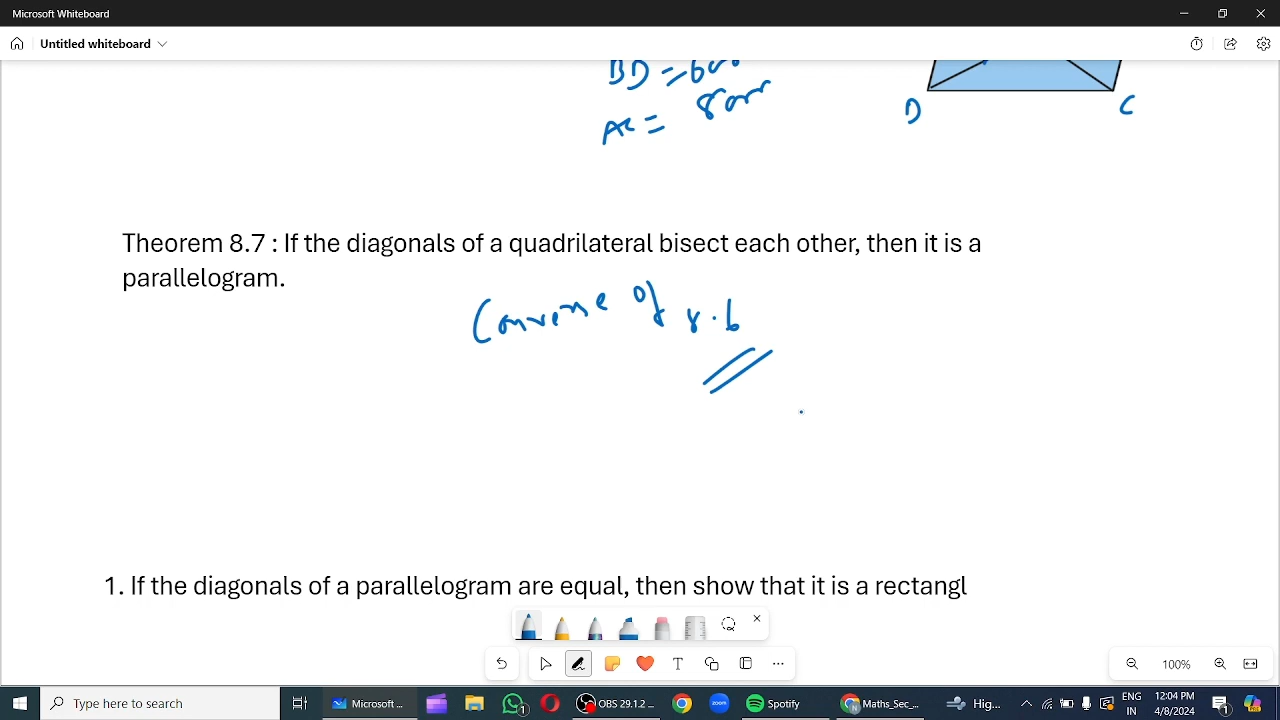 Microsoft Whiteboard
Untitled whiteboard
BD = 6cm
AC = 8cm
D
C
Theorem 8.7 : If the diagonals of a quadrilateral bisect each other, then it is a
parallelogram.
Converse of 8.6
1. If the diagonals of a parallelogram are equal, then show that it is a rectangl
T
100%
Type here to search
Microsoft ...
1
OBS 29.1.2 ...
zoom
Spotify
Maths_Sec_...
Hig...
ENG
IN
12:04 PM
4/8/2024
1